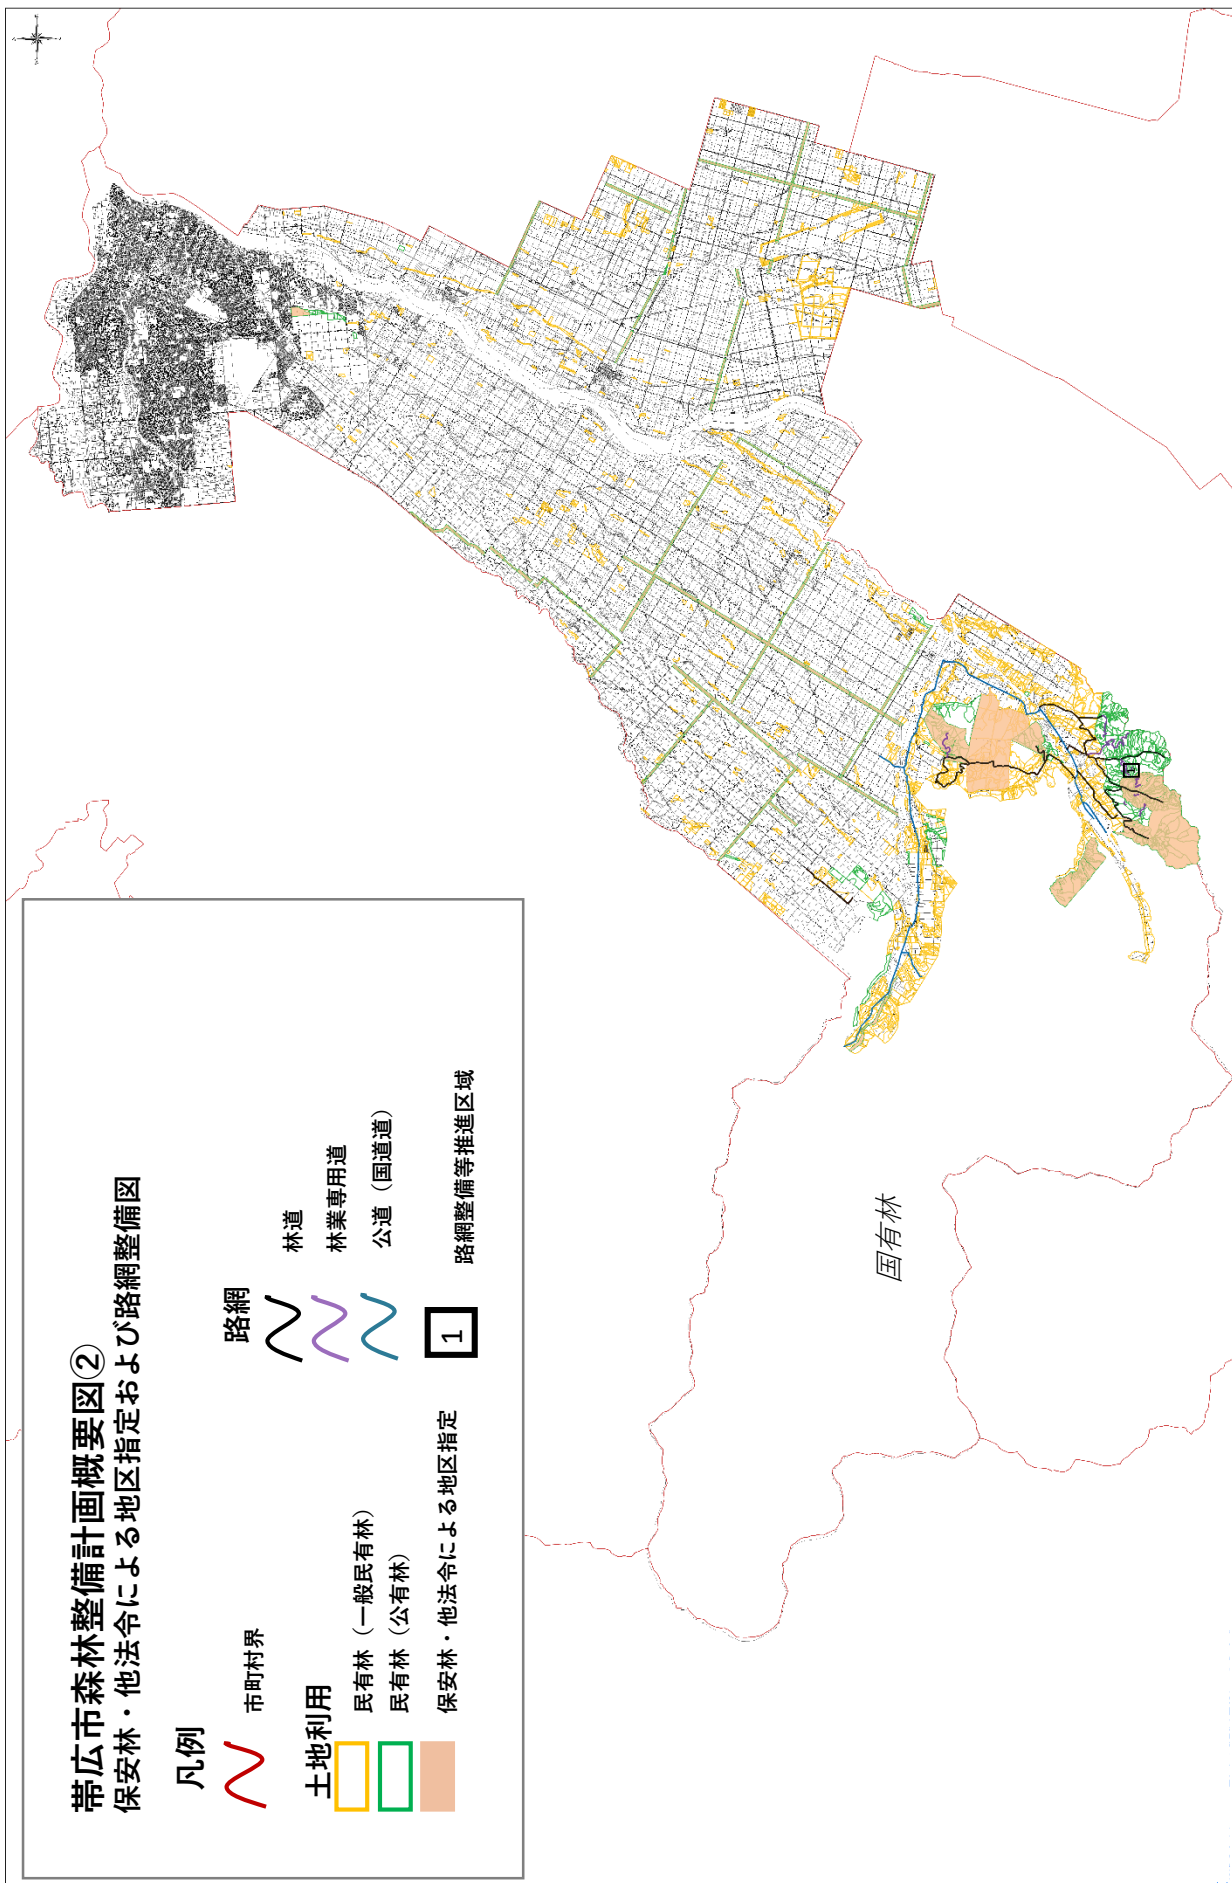 帯広市森林整備計画概要図②
保安林・他法令による地区指定および路網整備図
凡例
市町村界
土地利用
民有林（一般民有林）
民有林（公有林）
保安林・他法令による地区指定
路網
林道
林業専用道
公道（国道道）
1
路網整備等推進区域
国有林
1